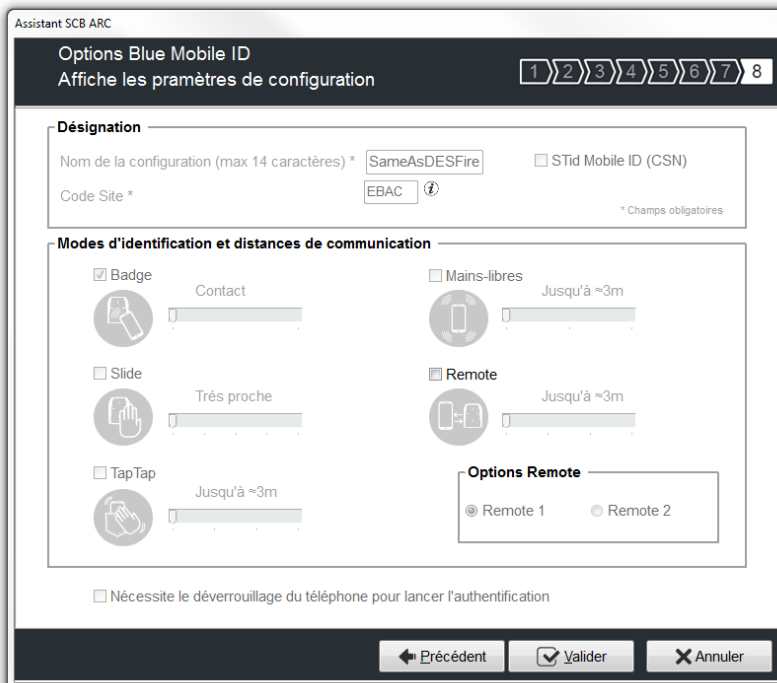 Assistant SCB ARC
Options Blue Mobile ID
Affiche les pramètres de configuration
1 2 3 4 5 6 7 8
Désignation
Nom de la configuration (max 14 caractères) * SameAsDESFire STid Mobile ID (CSN)
Code Site * EBAC i
* Champs obligatoires
Modes d'identification et distances de communication
Badge Mains-libres
Contact Jusqu'à ≈3m
Slide Remote
Trés proche Jusqu'à ≈3m
TapTap Options Remote
Jusqu'à ≈3m
Remote 1 Remote 2
Nécessite le déverrouillage du téléphone pour lancer l'authentification
Précédent Valider Annuler